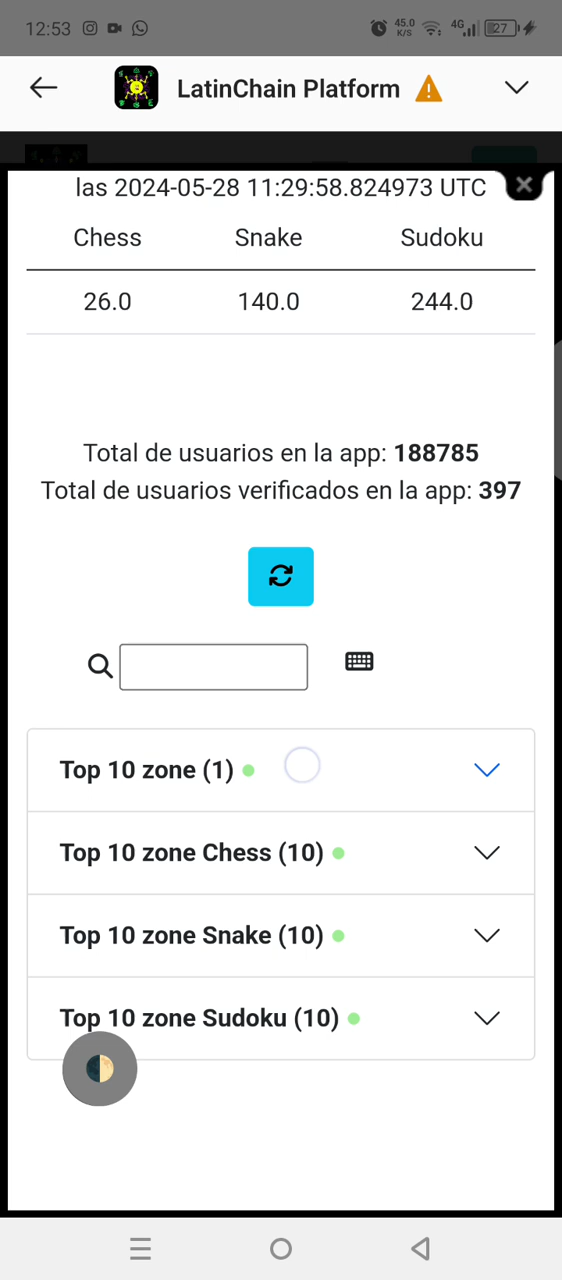 12:53
45.0
K/S
4G
27
LatinChain Platform
las 2024-05-28 11:29:58.824973 UTC
Chess Snake Sudoku
26.0 140.0 244.0
Total de usuarios en la app: 188785
Total de usuarios verificados en la app: 397
Top 10 zone (1)
Top 10 zone Chess (10)
Top 10 zone Snake (10)
Top 10 zone Sudoku (10)